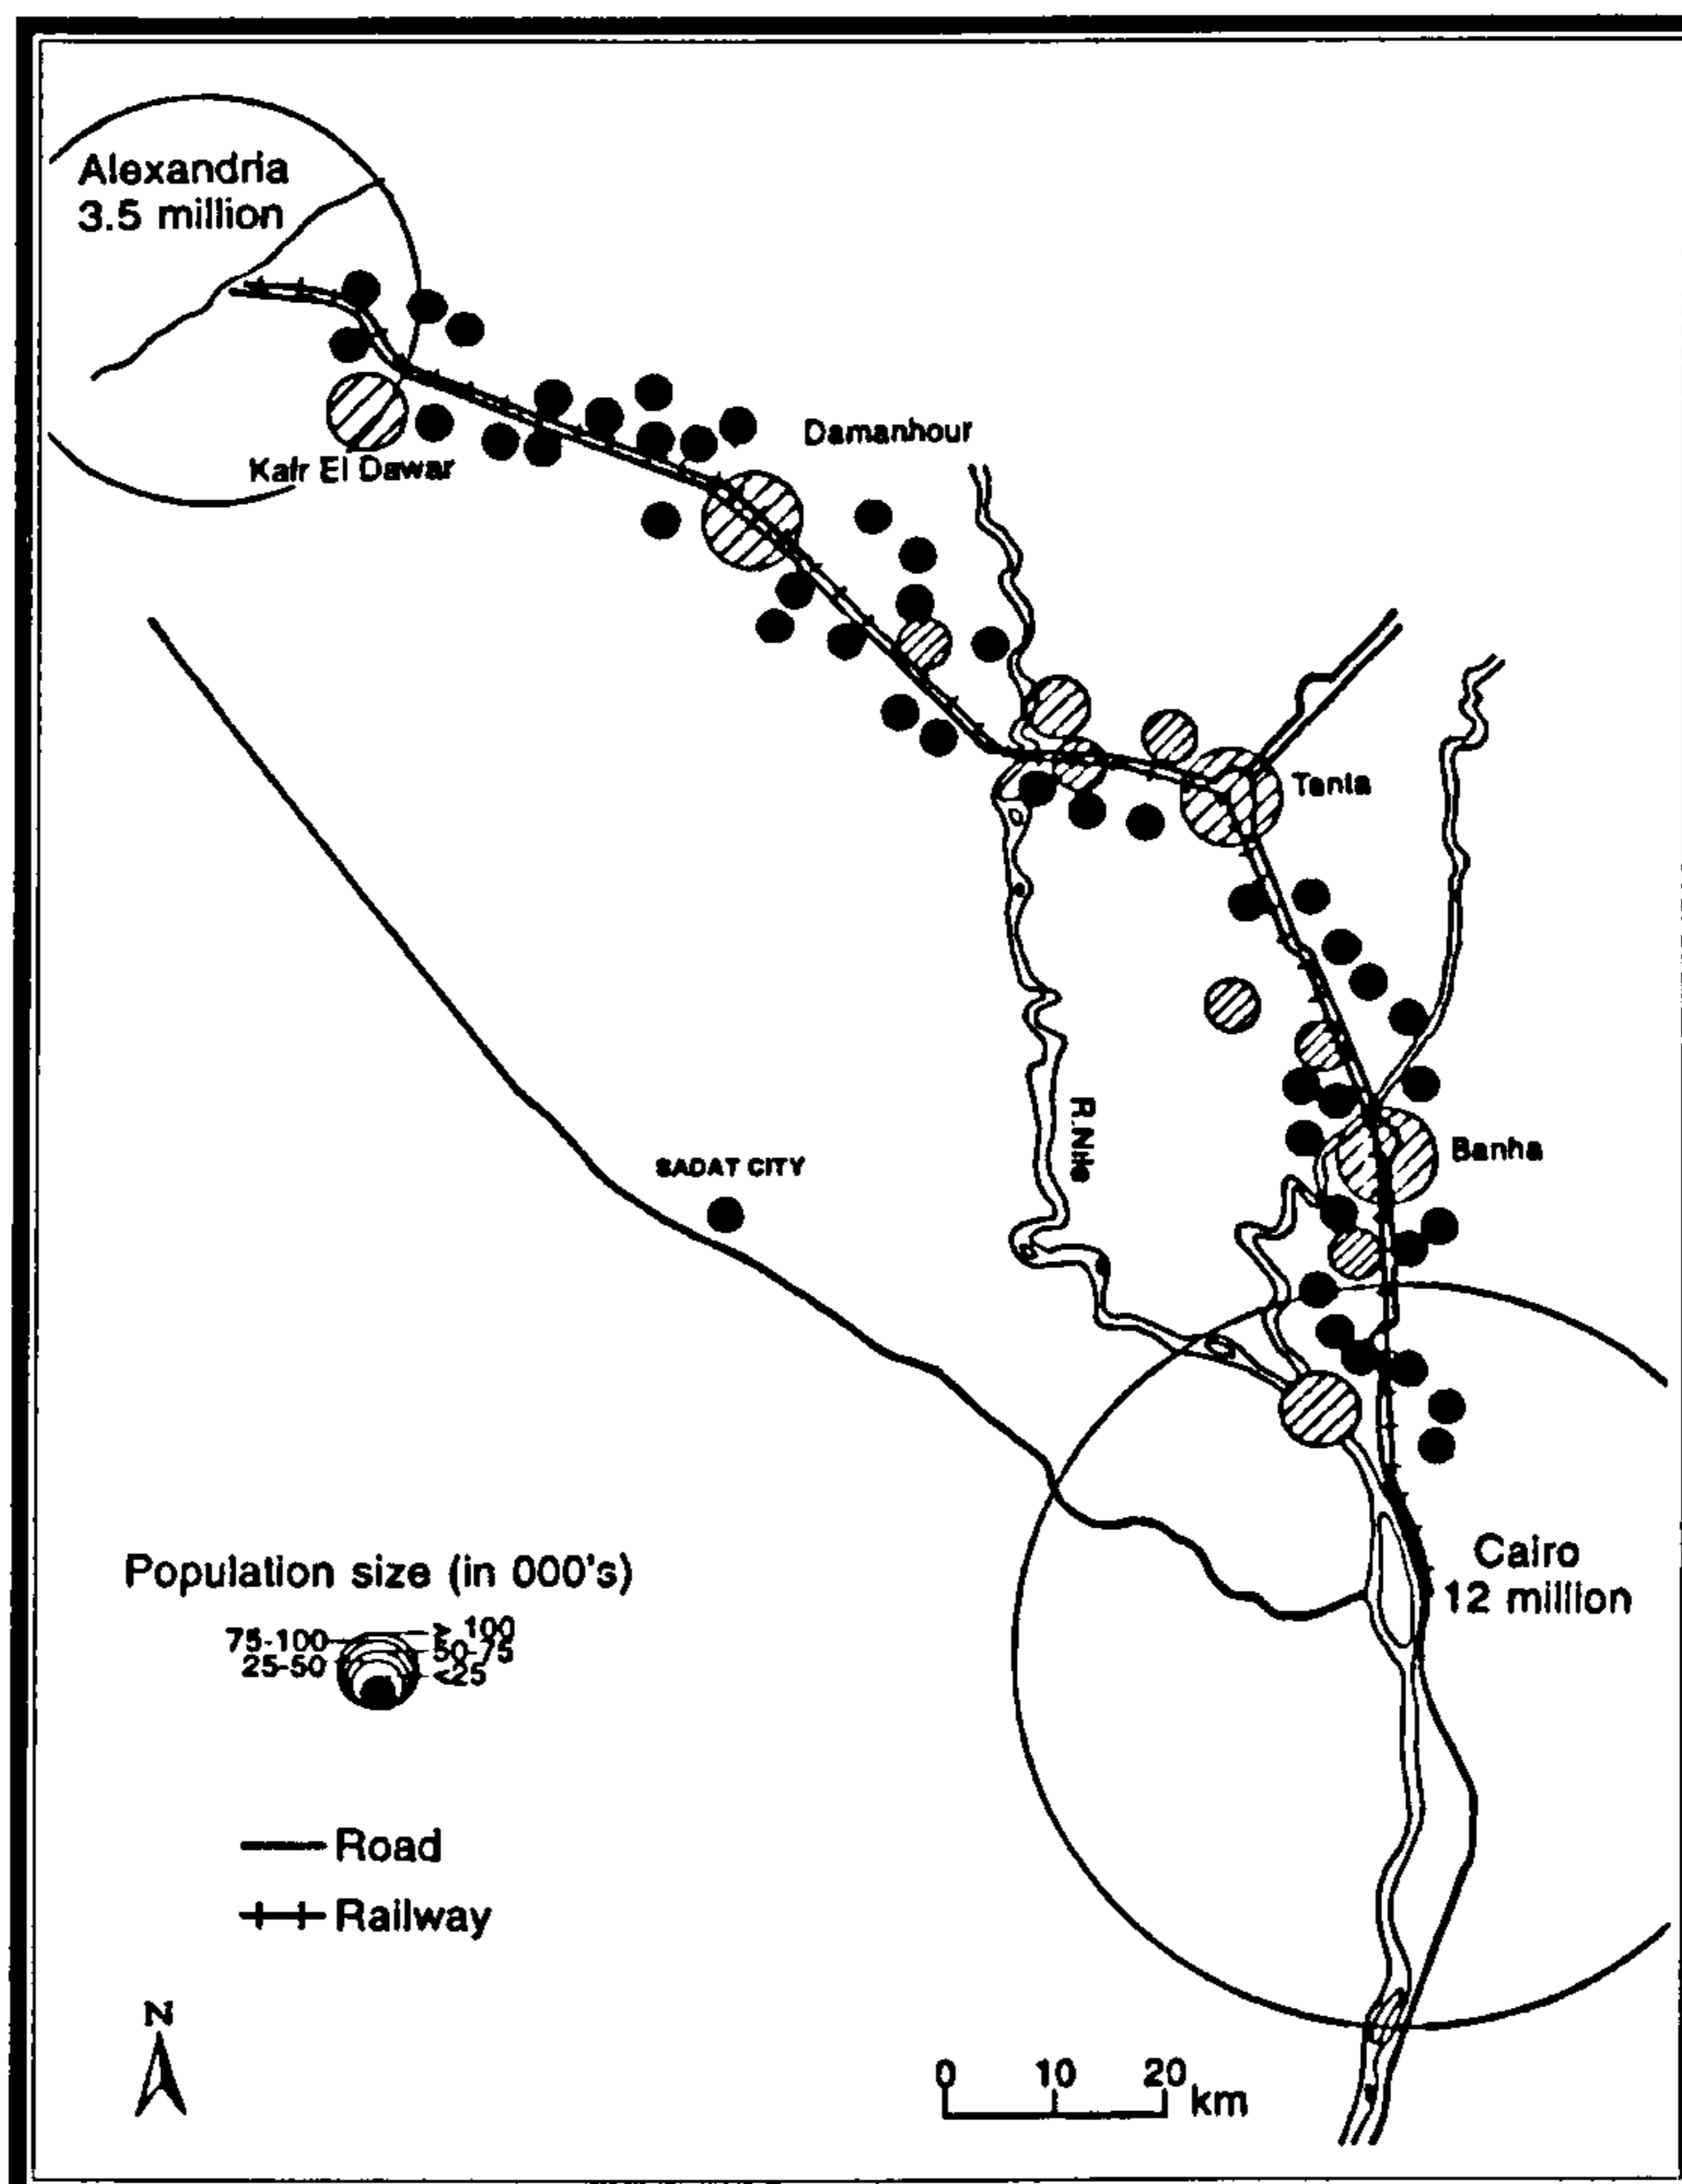 Alexandria
3.5 million
Kafr El Dawar
Damanhour
Tanta
R.Nile
Banha
SADAT CITY
Cairo
12 million
Population size (in 000's)
75-100
> 100
50-75
25-50
<25
Road
Railway
N
0 10 20 km